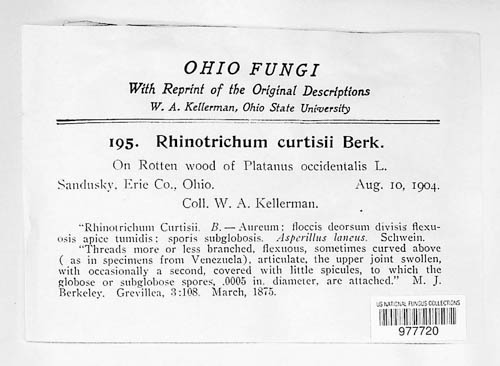 OHIO FUNGI
With Reprint of the Original Descriptions
W. A. Kellerman, Ohio State University
195. Rhinotrichum curtisii Berk.
On Rotten wood of Platanus occidentalis L.
Sandusky, Erie Co., Ohio. Aug. 10, 1904.
Coll. W. A. Kellerman.
"Rhinotrichum Curtisii. B.—Aureum; floccis deorsum divisis flexu-
osis apice tumidis; sporis subglobosis. Asperillus laneus. Schwein.
"Threads more or less branched, flexuous, sometimes curved above
( as in specimens from Venezuela), articulate, the upper joint swollen,
with occasionally a second, covered with little spicules, to which the
globose or subglobose spores, .0005 in. diameter, are attached." M. J.
Berkeley. Grevillea, 3:108. March, 1875.
US NATIONAL FUNGUS COLLECTIONS
977720